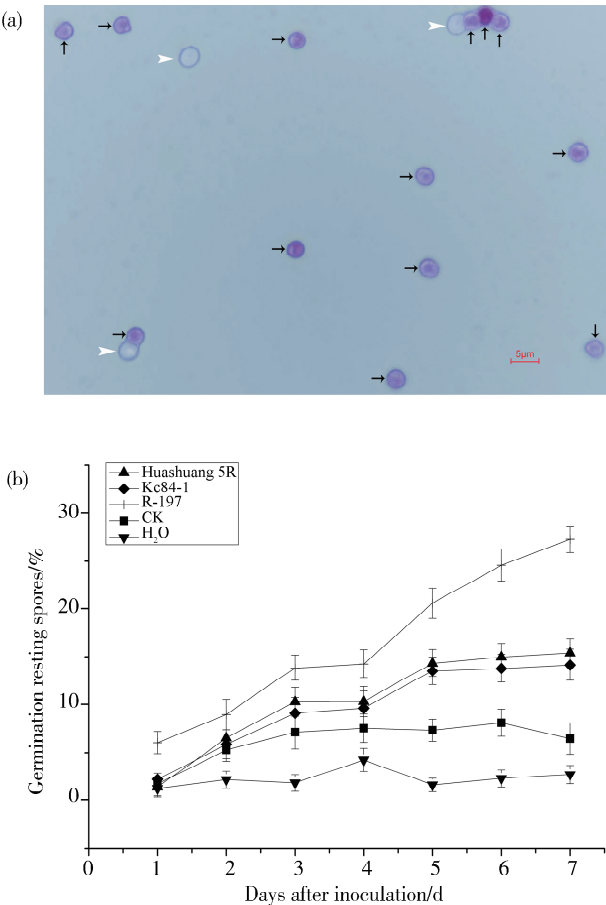 (a)
5μm
(b)
Huashuang 5R
Kc84-1
R-197
CK
H₂O
Germination resting spores/%
30
20
10
0
0 1 2 3 4 5 6 7
Days after inoculation/d